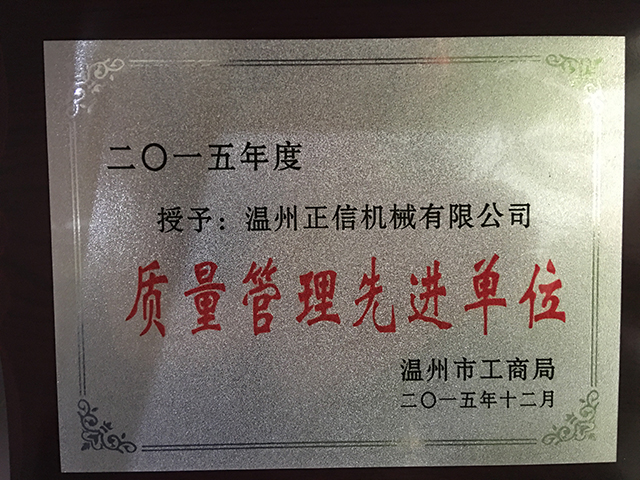 二〇一五年度
授予：温州正信机械有限公司
质量管理先进单位
温州市工商局
二〇一五年十二月